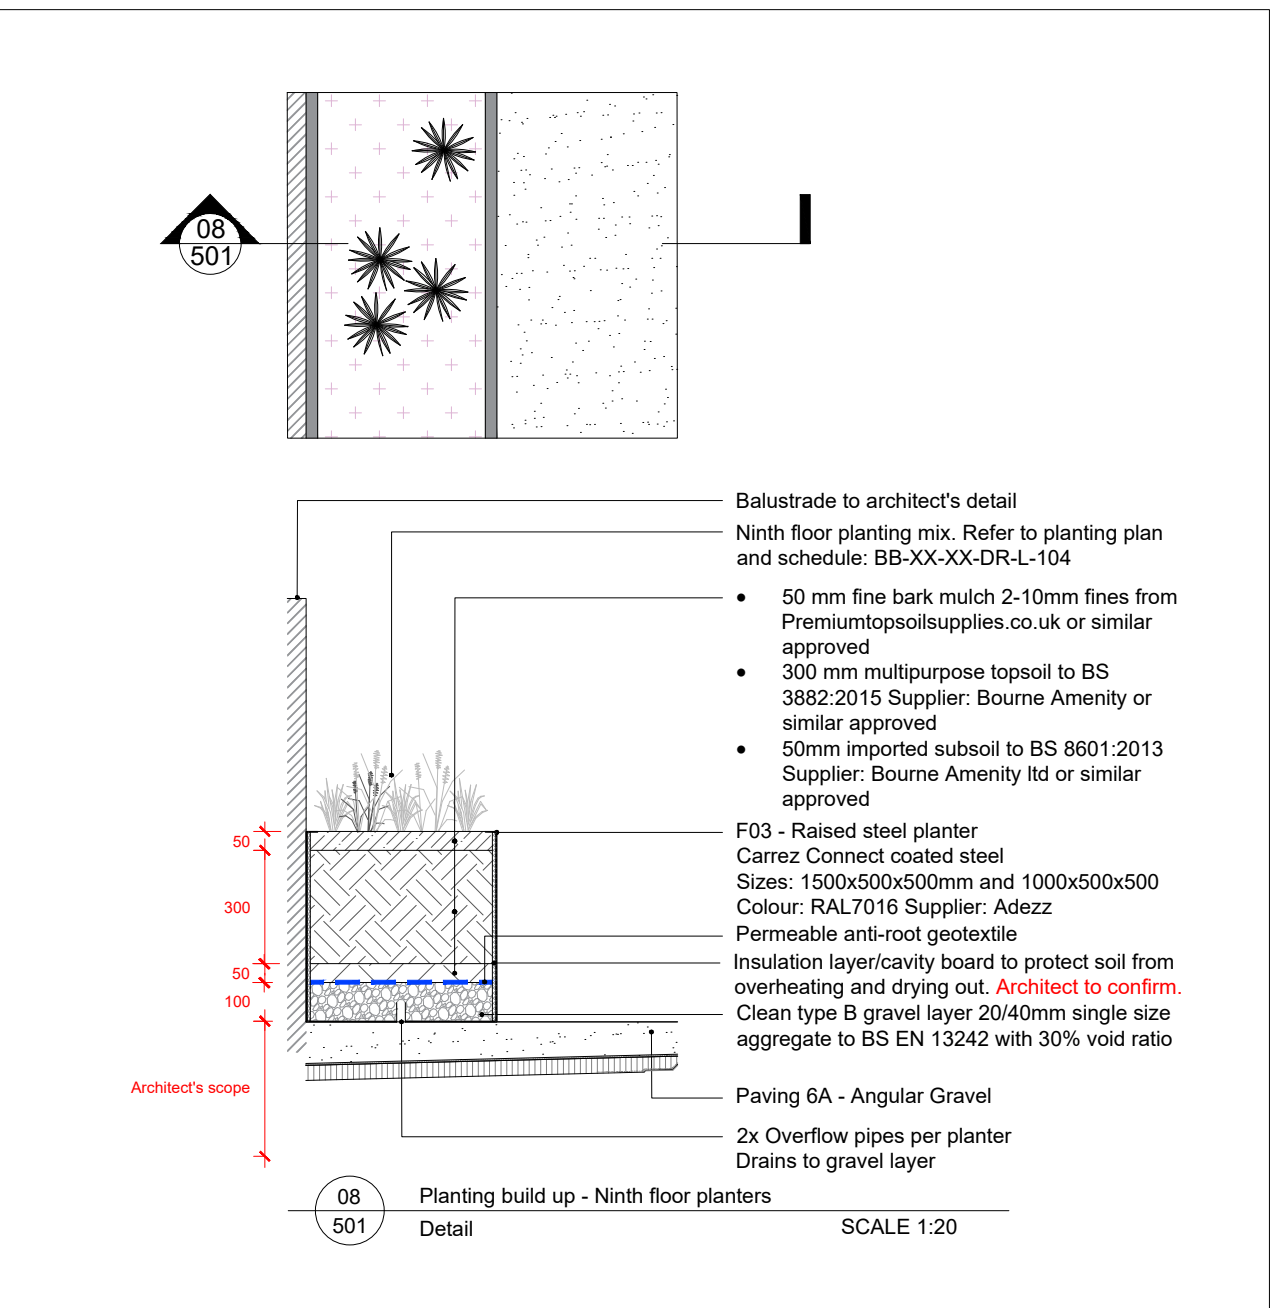 08
501
Balustrade to architect's detail
Ninth floor planting mix. Refer to planting plan
and schedule: BB-XX-XX-DR-L-104
• 50 mm fine bark mulch 2-10mm fines from
Premiumtopsoilsupplies.co.uk or similar
approved
• 300 mm multipurpose topsoil to BS
3882:2015 Supplier: Bourne Amenity or
similar approved
• 50mm imported subsoil to BS 8601:2013
Supplier: Bourne Amenity ltd or similar
approved
F03 - Raised steel planter
Carrez Connect coated steel
Sizes: 1500x500x500mm and 1000x500x500
Colour: RAL7016 Supplier: Adezz
Permeable anti-root geotextile
Insulation layer/cavity board to protect soil from
overheating and drying out. Architect to confirm.
Clean type B gravel layer 20/40mm single size
aggregate to BS EN 13242 with 30% void ratio
Paving 6A - Angular Gravel
2x Overflow pipes per planter
Drains to gravel layer
50
300
50
100
Architect's scope
08
501
Planting build up - Ninth floor planters
Detail
SCALE 1:20